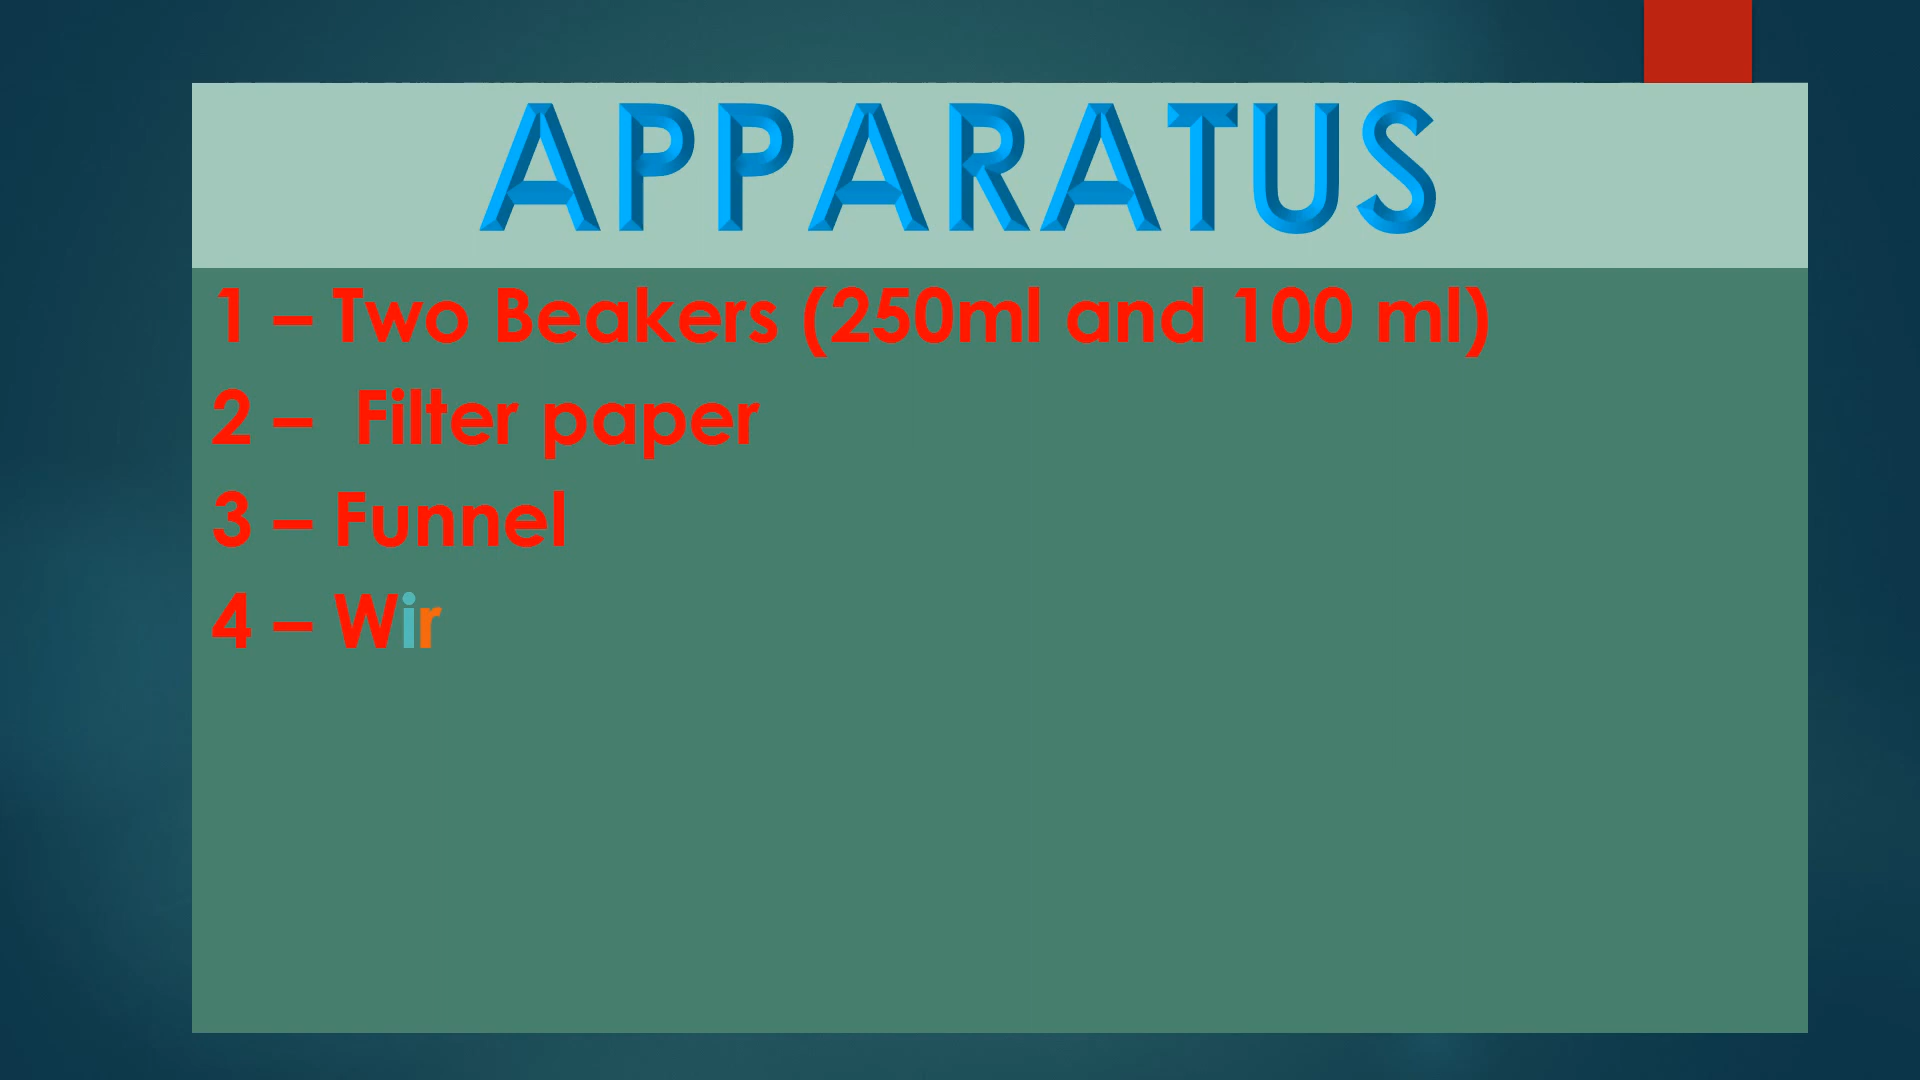 APPARATUS
1 – Two Beakers (250ml and 100 ml)
2 – Filter paper
3 – Funnel
4 – Wir